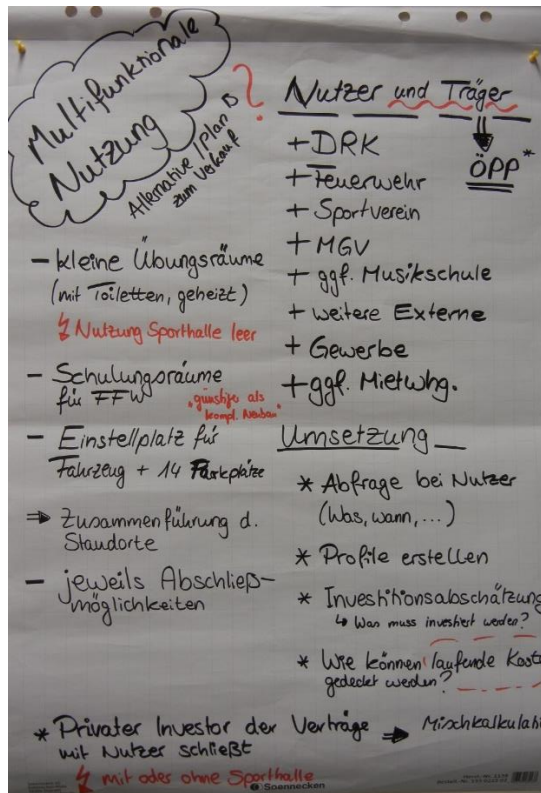 Multifunktionale
Nutzung
?
Alternative / Plan B
zum Verkauf
- kleine Übungsräume
(mit Toiletten, geheizt)
Nutzung Sporthalle leer
- Schulungsräume
für FFW
"günstiger als
kompl. Neubau"
- Einstellplatz für
Fahrzeug + 14 Parkplätze
⇒ Zusammenführung d.
Standorte
- jeweils Abschließ-
möglichkeiten
Nutzer und Träger
ÖPP*
+ DRK
+ Feuerwehr
+ Sportverein
+ MGV
+ ggf. Musikschule
+ weitere Externe
+ Gewerbe
+ ggf. Mietwhg.
Umsetzung
* Abfrage bei Nutzer
(Was, wann, ...)
* Profile erstellen
* Investitionsabschätzung
↳ Was muss investiert werden?
* Wie können laufende Kost
gedeckt werden?
* Privater Investor der Verträge ⇒ Mischkalkulati
mit Nutzer schließt
mit oder ohne Sporthalle
Soennecken